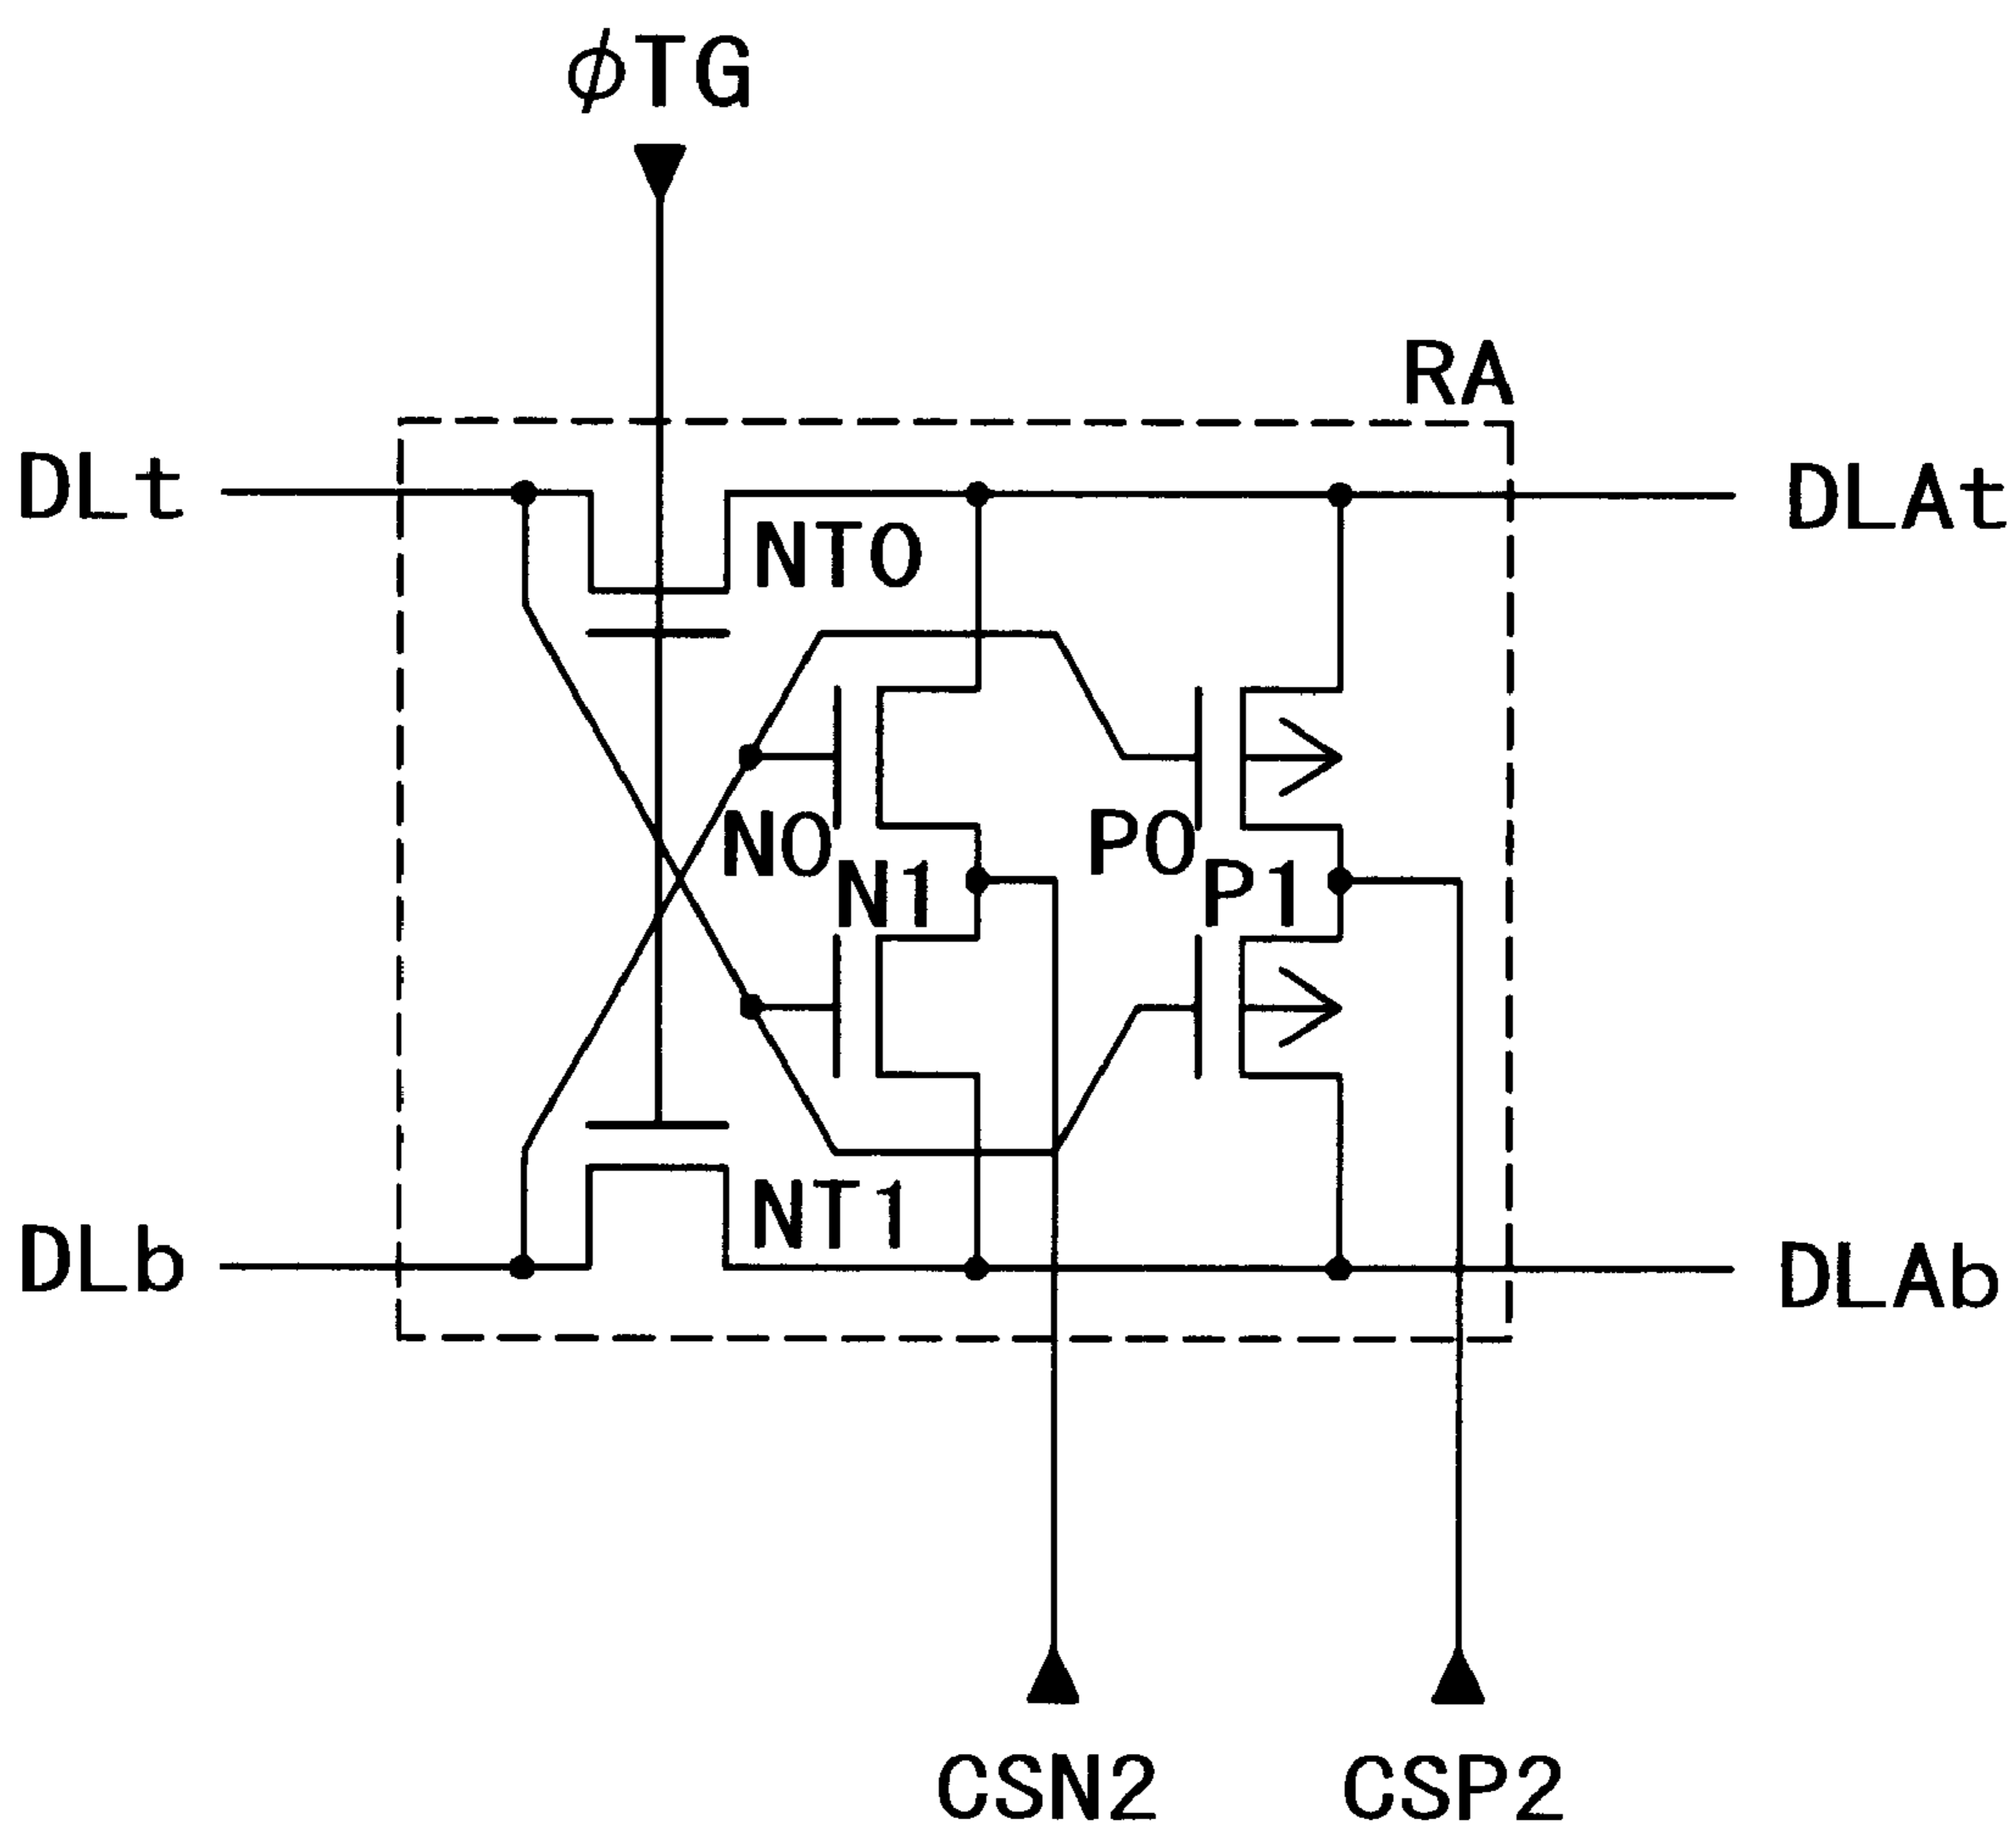 ϕTG
RA
DLt
DLAt
NT0
N0
P0
N1
P1
NT1
DLb
DLAb
CSN2
CSP2